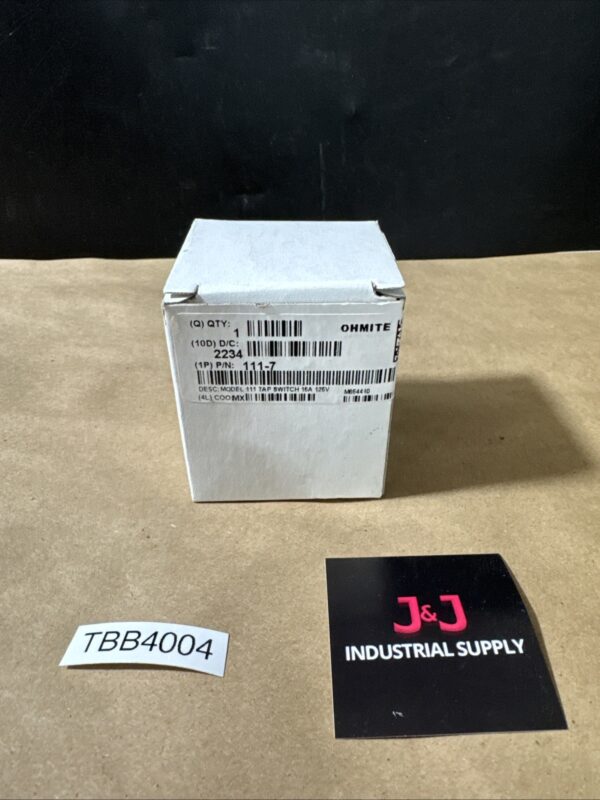 (Q) QTY:
1
OHMITE
(10D) D/C:
2234
(1P) P/N: 111-7
DESC: MODEL 111 TAP SWITCH 15A 125V
(4L) COO:MX
TBB4004
J&J
INDUSTRIAL SUPPLY